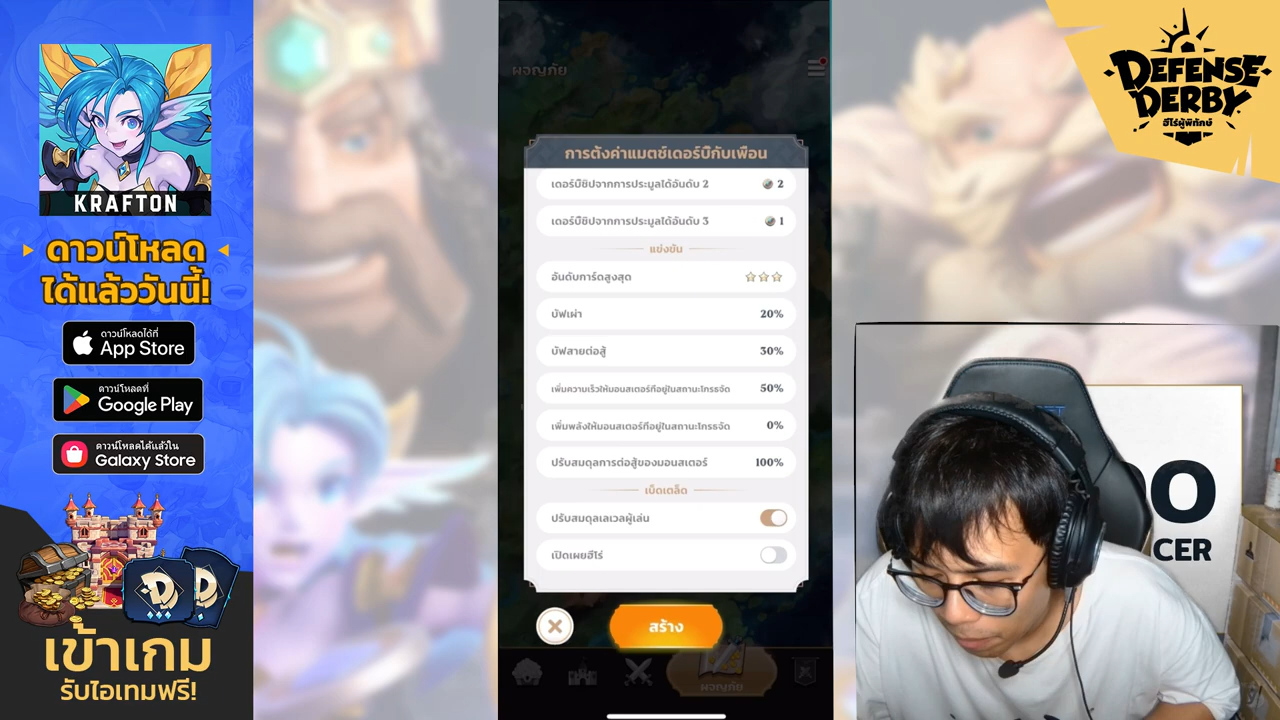 KRAFTON
ดาวน์โหลด
ได้แล้ววันนี้!
ดาวน์โหลดได้ที่
App Store
ดาวน์โหลดที่
Google Play
ดาวน์โหลดได้แล้วใน
Galaxy Store
เข้าเกม
รับไอเทมฟรี!
ผจญภัย
การตั้งค่าแมตช์เดอร์บี้กับเพื่อน
เดอร์บี้ชิปจากการประมูลได้อันดับ 2 2
เดอร์บี้ชิปจากการประมูลได้อันดับ 3 1
แข่งขัน
อันดับการ์ดสูงสุด
บัฟเผ่า 20%
บัฟสายต่อสู้ 30%
เพิ่มความเร็วให้มอนสเตอร์ที่อยู่ในสถานะโกรธจัด 50%
เพิ่มพลังให้มอนสเตอร์ที่อยู่ในสถานะโกรธจัด 0%
ปรับสมดุลการต่อสู้ของมอนสเตอร์ 100%
เบ็ดเตล็ด
ปรับสมดุลเลเวลผู้เล่น
เปิดเผยฮีโร่
สร้าง
ผจญภัย
DEFENSE
DERBY
ฮีโร่ผู้พิทักษ์
O
CER